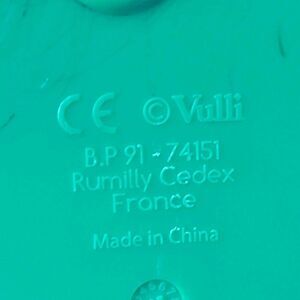 CE ©Vulli
B.P 91 - 74151
Rumilly Cedex
France
Made in China